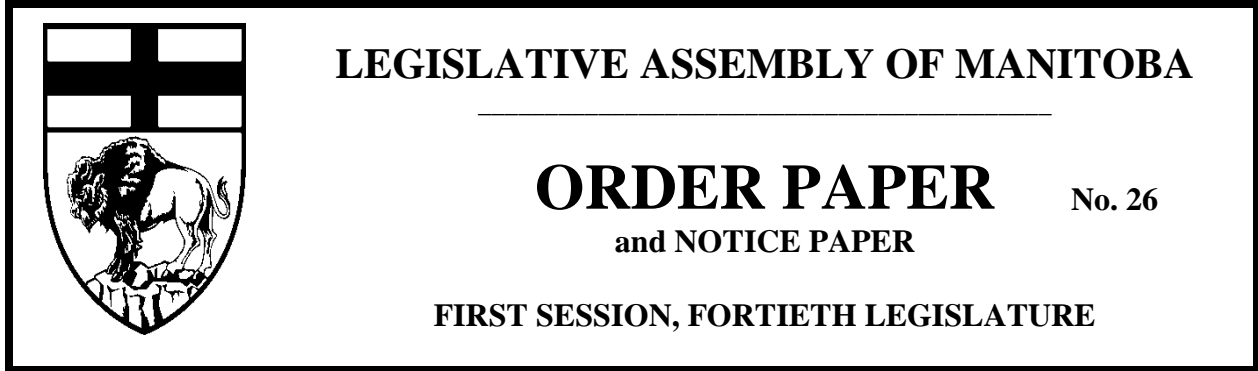 LEGISLATIVE ASSEMBLY OF MANITOBA
ORDER PAPER No. 26
and NOTICE PAPER
FIRST SESSION, FORTIETH LEGISLATURE